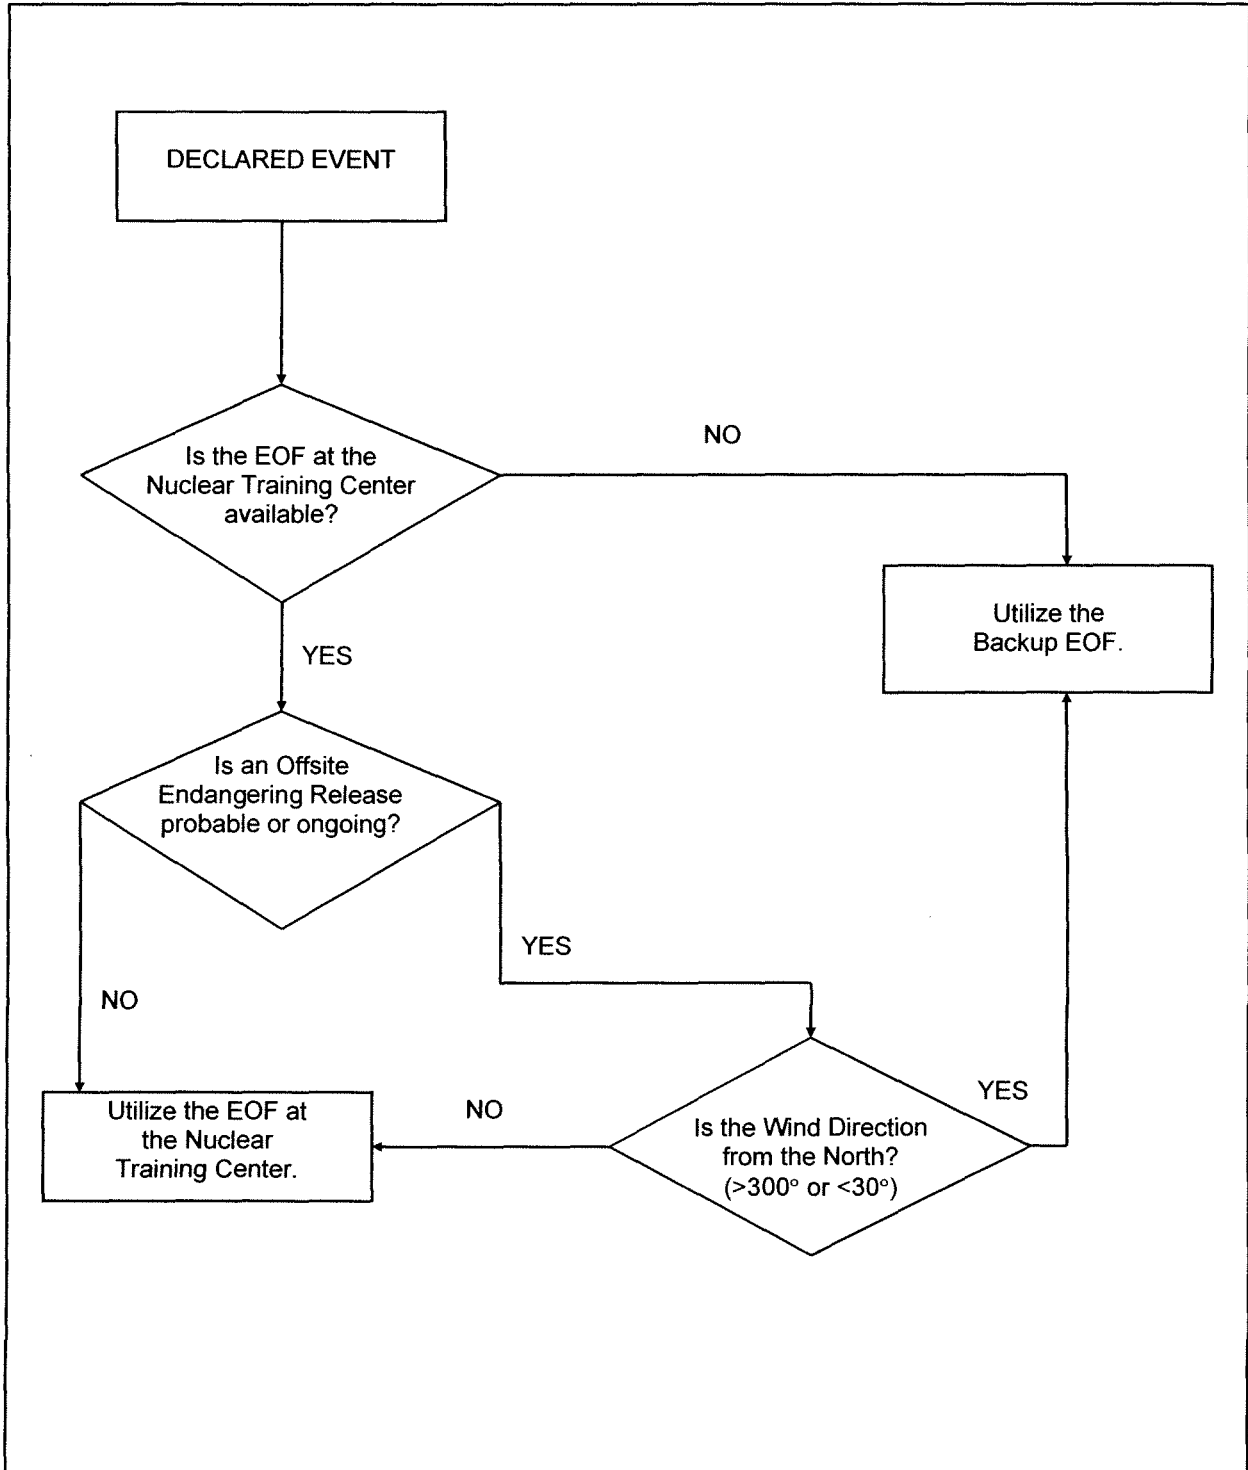 DECLARED EVENT
NO
Is the EOF at the
Nuclear Training Center
available?
Utilize the
Backup EOF.
YES
Is an Offsite
Endangering Release
probable or ongoing?
YES
NO
YES
Utilize the EOF at
the Nuclear
Training Center.
NO
Is the Wind Direction
from the North?
(>300° or <30°)